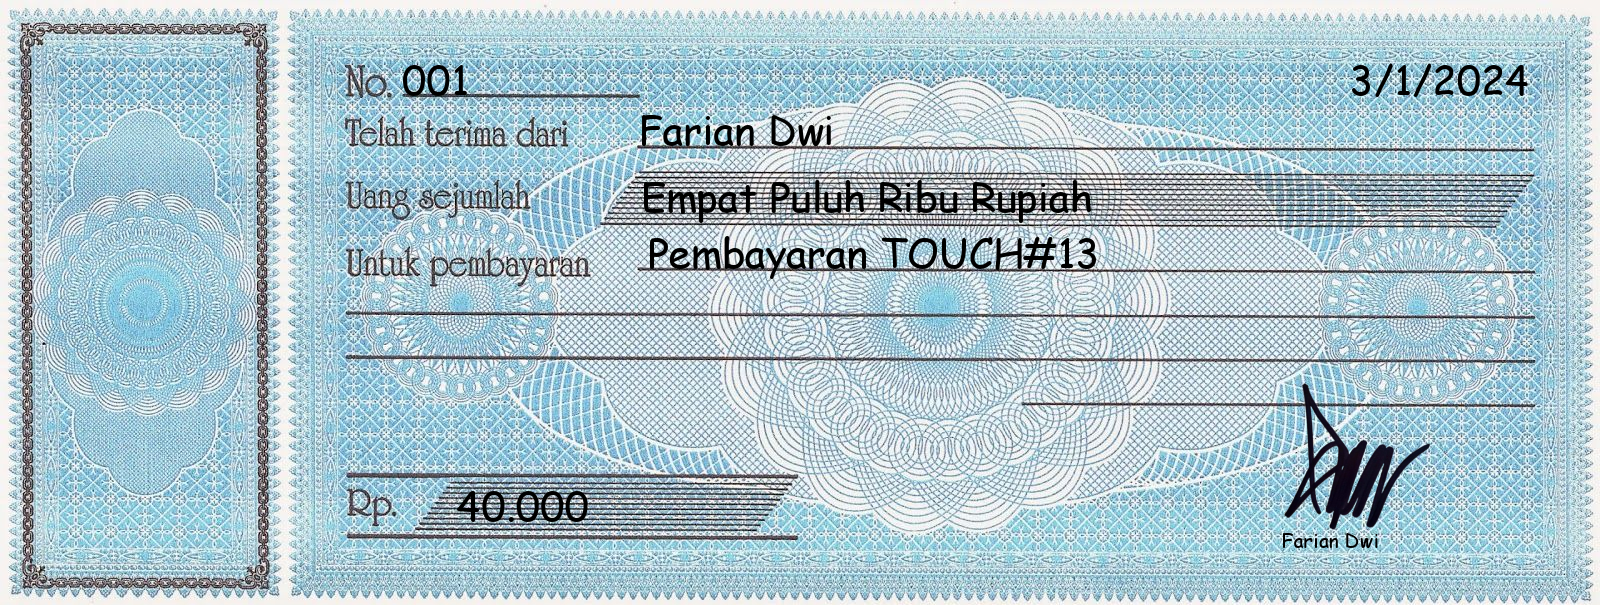 No. 001 3/1/2024
Telah terima dari Farian Dwi
Uang sejumlah Empat Puluh Ribu Rupiah
Untuk pembayaran Pembayaran TOUCH#13
Rp. 40.000
Farian Dwi